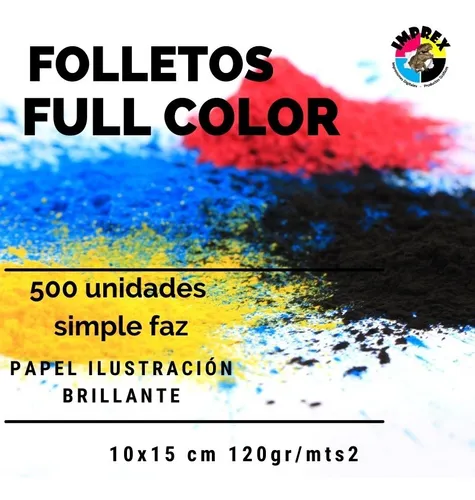 IMPREX
FOLLETOS
FULL COLOR
500 unidades
simple faz
PAPEL ILUSTRACIÓN
BRILLANTE
10x15 cm 120gr/mts2